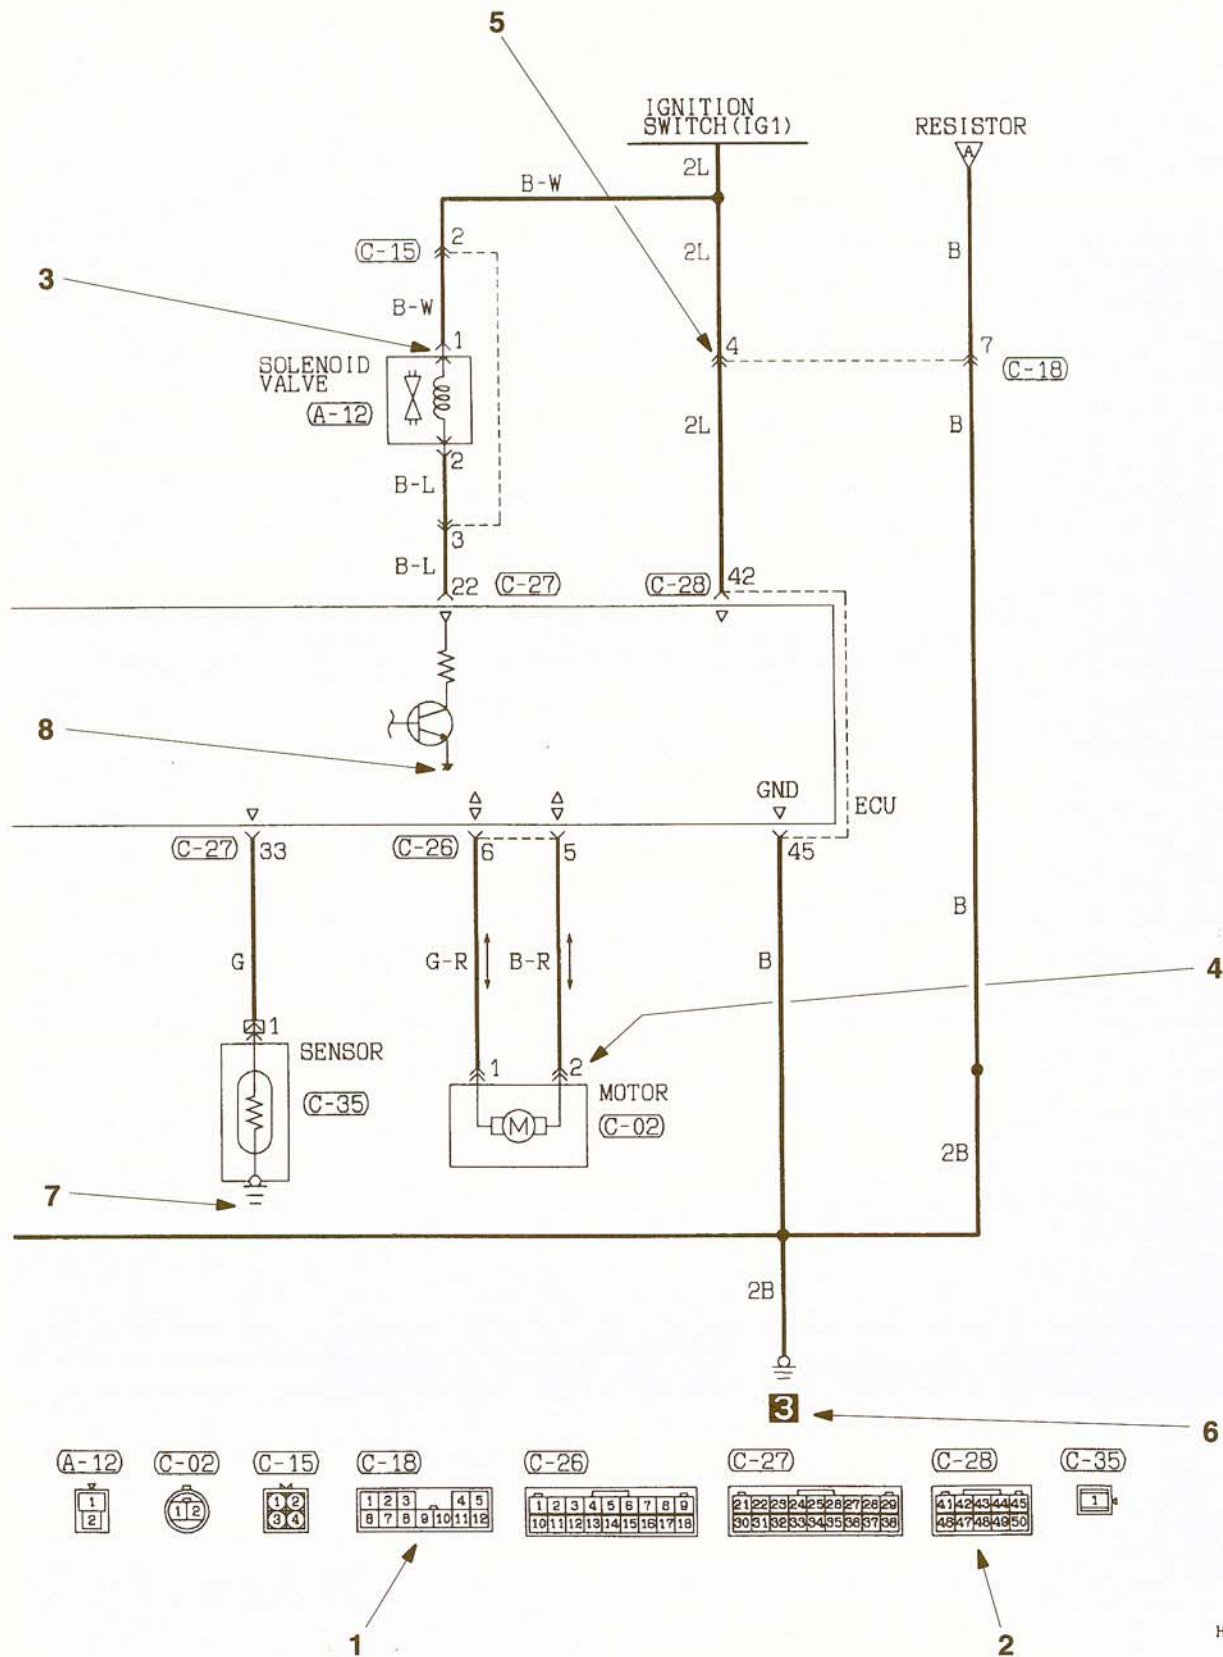 5
IGNITION
SWITCH(IG1)
RESISTOR
A
2L
B-W
C-15
2
2L
B
3
B-W
1
4
7
SOLENOID
VALVE
C-18
A-12
2L
B
2
B-L
3
B-L
22
C-27
C-28
42
8
GND
ECU
C-27
33
C-26
6
5
45
B
G
G-R
B-R
B
4
1
SENSOR
1
2
MOTOR
C-35
M
C-02
2B
7
2B
3
6
A-12
C-02
C-15
C-18
C-26
C-27
C-28
C-35
1
1 2
1 2
1 2 3 4 5
1 2 3 4 5 6 7 8 9
21 22 23 24 25 26 27 28 29
41 42 43 44 45
1
2
3 4
6 7 8 9 10 11 12
10 11 12 13 14 15 16 17 18
30 31 32 33 34 35 36 37 38
46 47 48 49 50
1
2
H